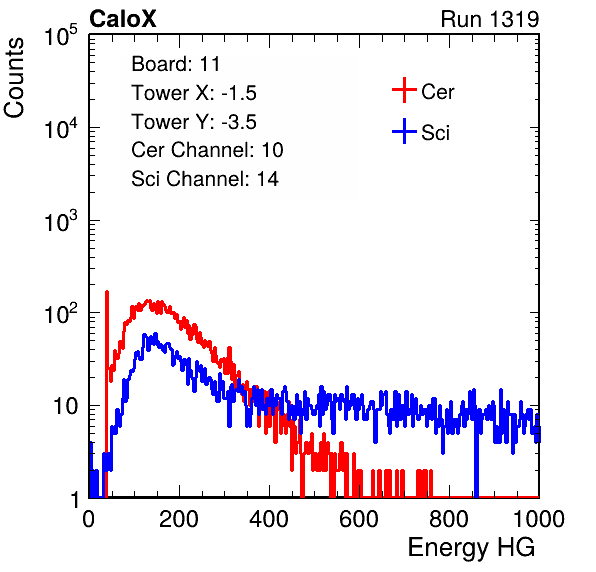 CaloX Run 1319
Counts
10^5
10^4
10^3
10^2
10
1
Board: 11
Tower X: -1.5
Tower Y: -3.5
Cer Channel: 10
Sci Channel: 14
Cer
Sci
0 200 400 600 800 1000
Energy HG